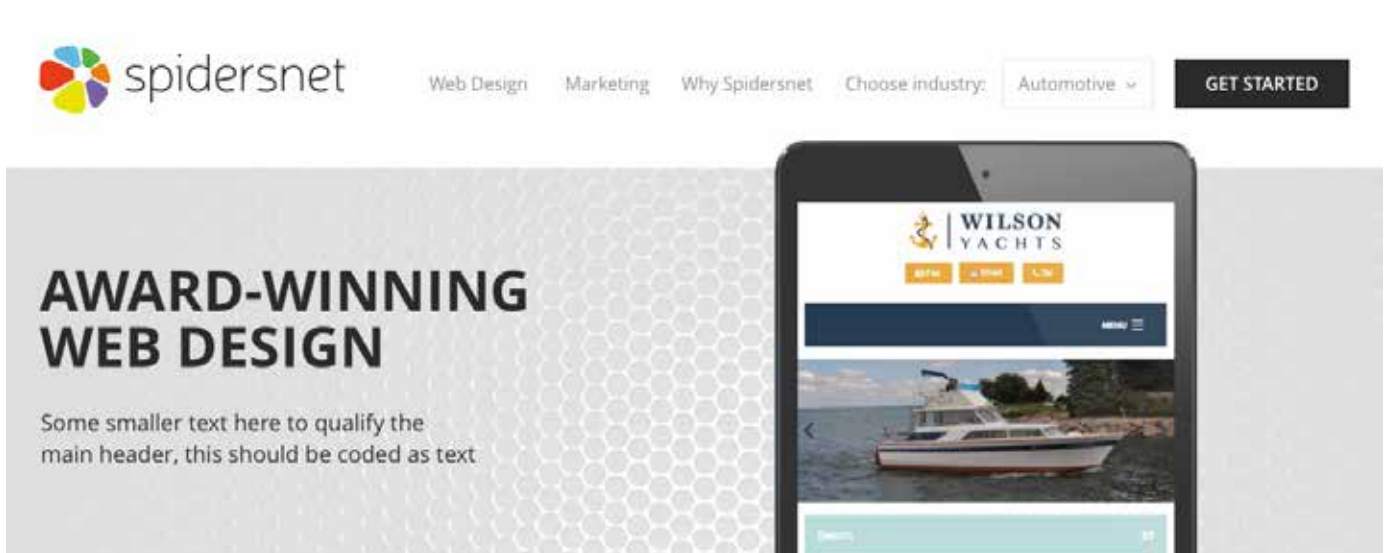 spidersnet
Web Design Marketing Why Spidersnet Choose industry: Automotive GET STARTED
WILSON
YACHTS
MENU
AWARD-WINNING
WEB DESIGN
Some smaller text here to qualify the
main header, this should be coded as text